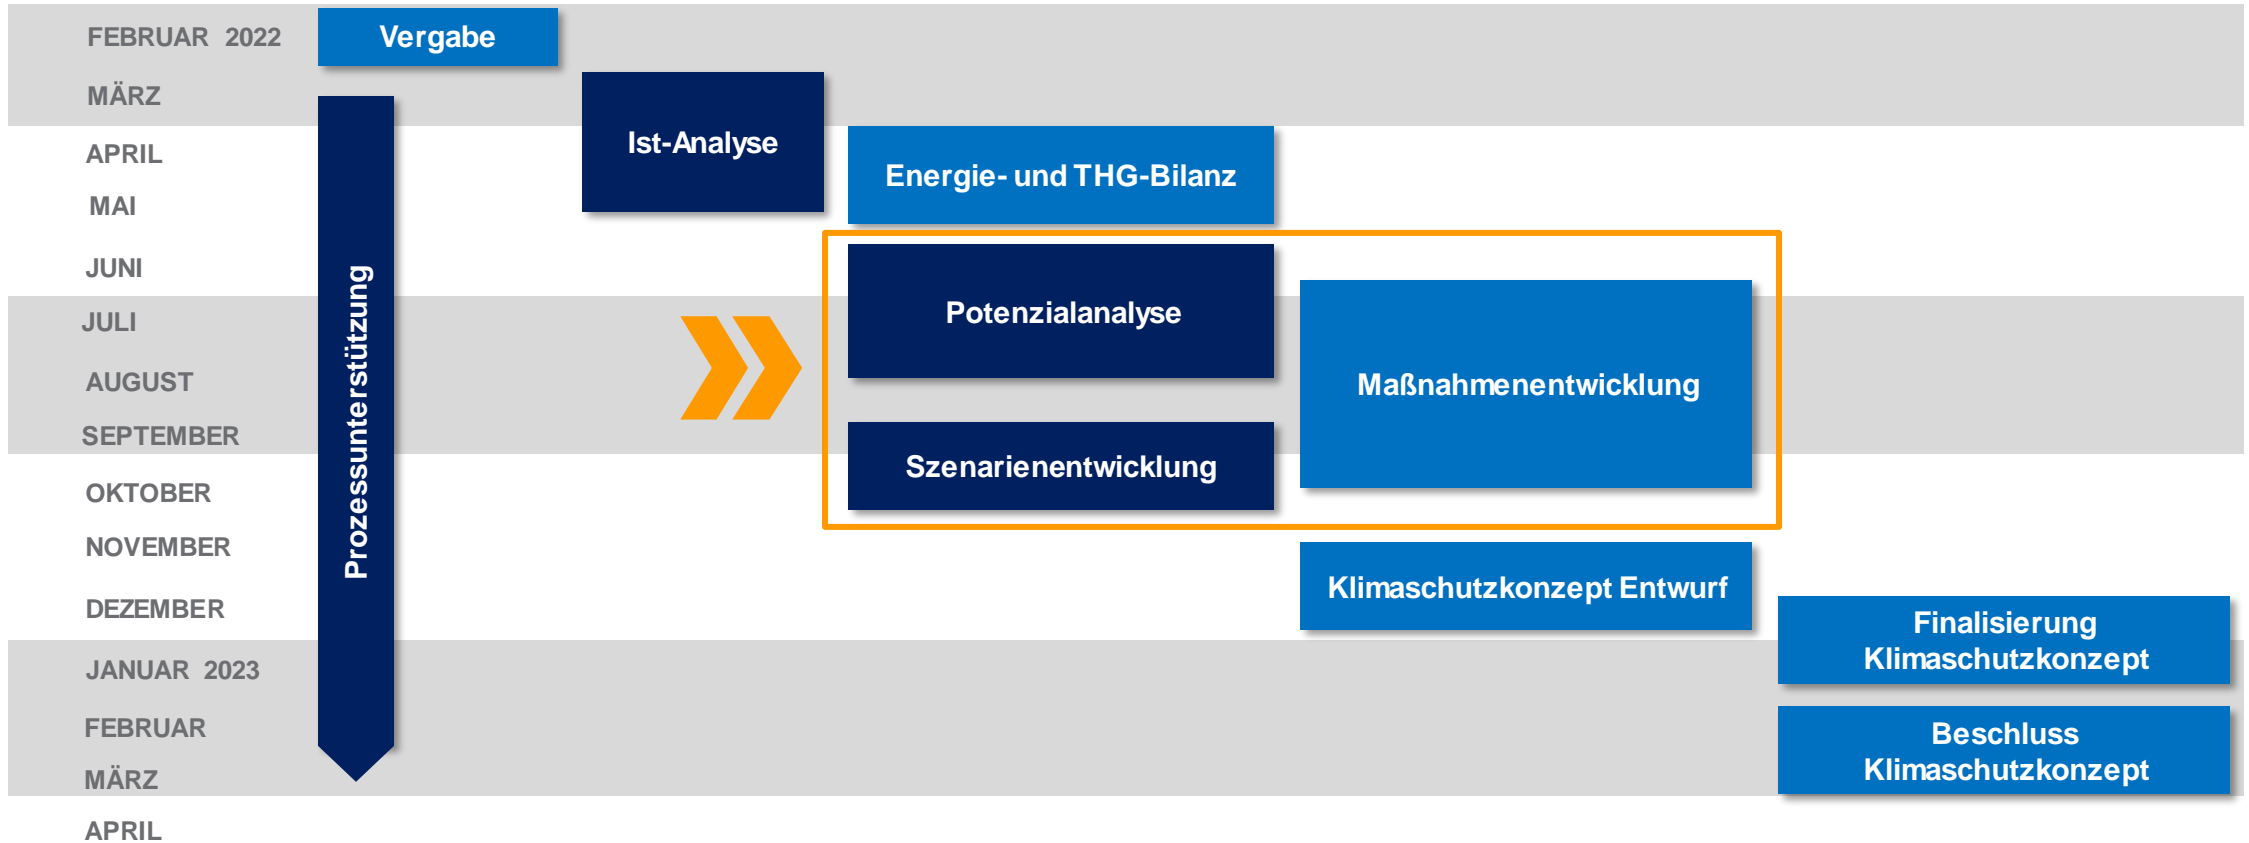 FEBRUAR 2022
MÄRZ
APRIL
MAI
JUNI
JULI
AUGUST
SEPTEMBER
OKTOBER
NOVEMBER
DEZEMBER
JANUAR 2023
FEBRUAR
MÄRZ
APRIL
Vergabe
Prozessunterstützung
Ist-Analyse
Energie- und THG-Bilanz
Potenzialanalyse
Szenarienentwicklung
Maßnahmenentwicklung
Klimaschutzkonzept Entwurf
Finalisierung
Klimaschutzkonzept
Beschluss
Klimaschutzkonzept